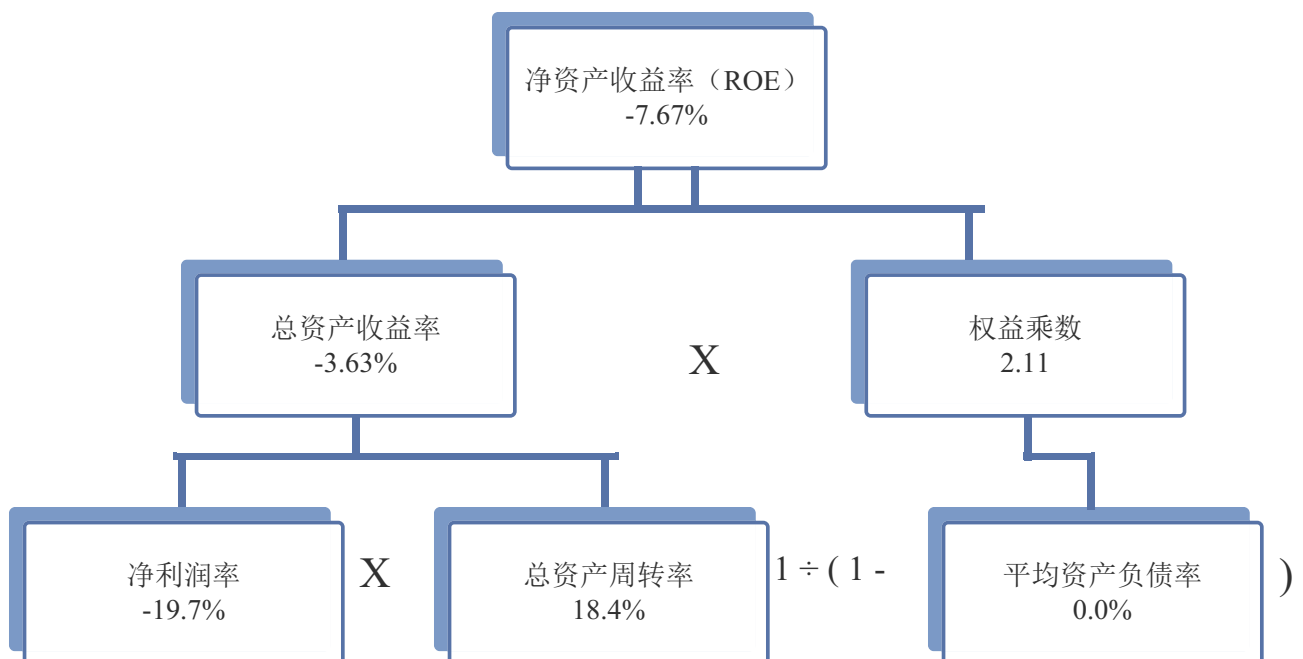 净资产收益率（ROE）
-7.67%
总资产收益率
-3.63%
X
权益乘数
2.11
净利润率
-19.7%
X
总资产周转率
18.4%
1 ÷ ( 1 -
平均资产负债率
0.0%
)